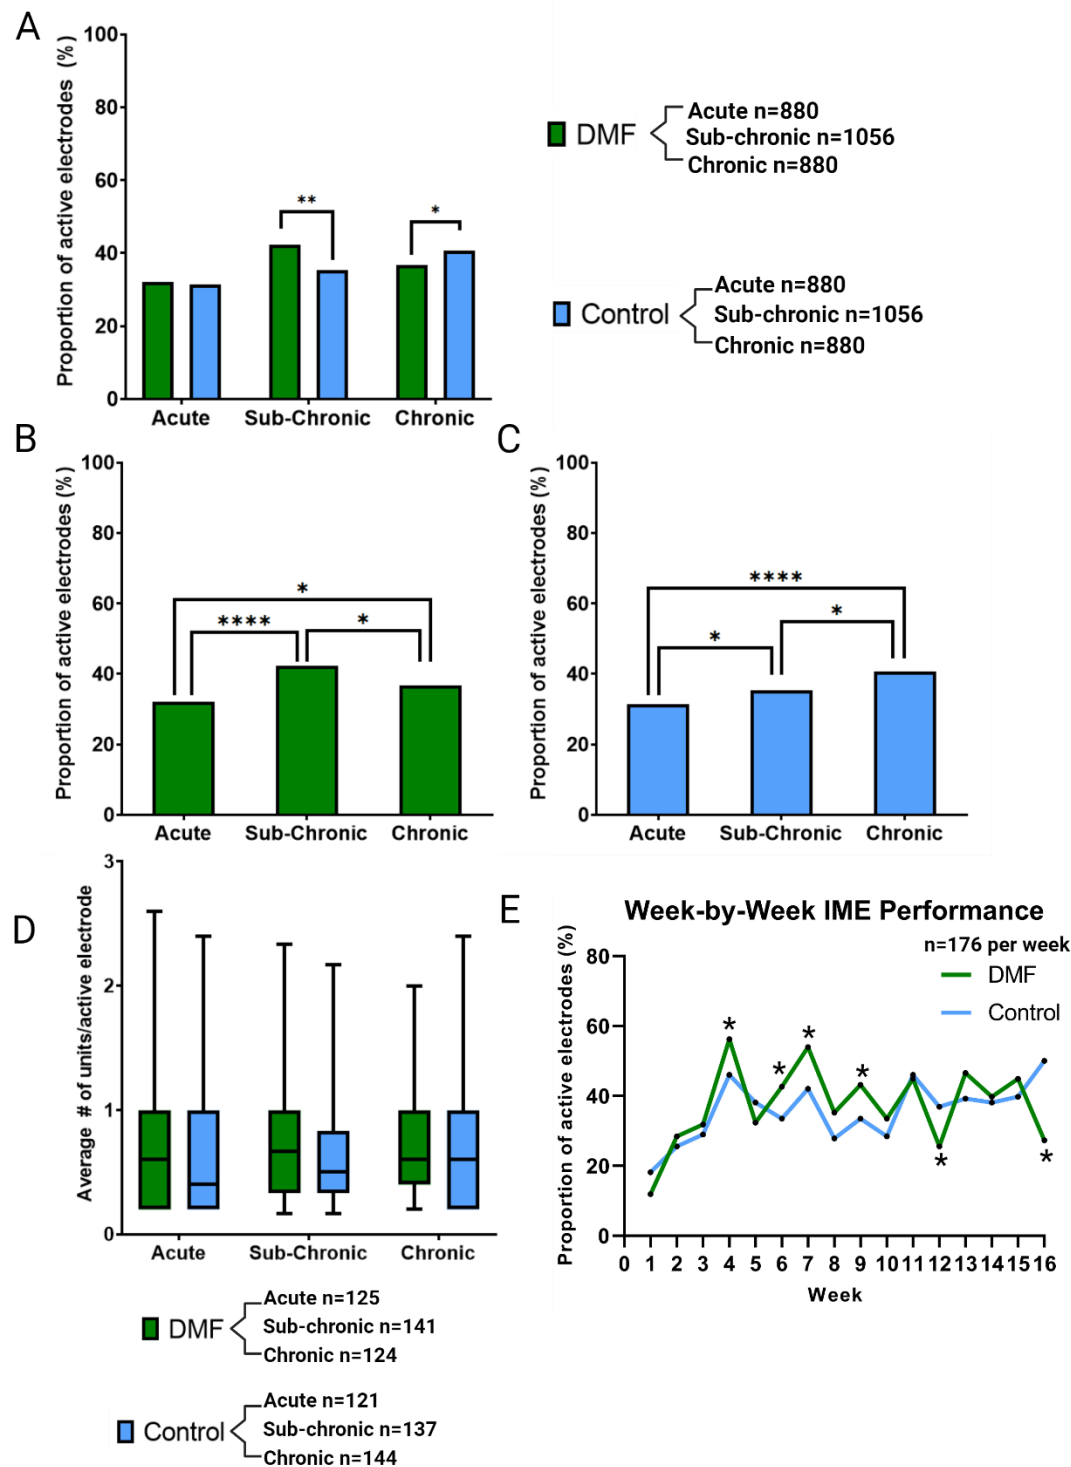 A
Proportion of active electrodes (%)
100
80
60
40
20
0
**
*
Acute
Sub-Chronic
Chronic
DMF
Acute n=880
Sub-chronic n=1056
Chronic n=880
Control
Acute n=880
Sub-chronic n=1056
Chronic n=880
B
Proportion of active electrodes (%)
100
80
60
40
20
0
*
****
*
Acute
Sub-Chronic
Chronic
C
Proportion of active electrodes (%)
100
80
60
40
20
0
****
*
*
Acute
Sub-Chronic
Chronic
D
Average # of units/active electrode
3
2
1
0
Acute
Sub-Chronic
Chronic
DMF
Acute n=125
Sub-chronic n=141
Chronic n=124
Control
Acute n=121
Sub-chronic n=137
Chronic n=144
E
Week-by-Week IME Performance
n=176 per week
DMF
Control
Proportion of active electrodes (%)
80
60
40
20
0
* * * * * *
0 1 2 3 4 5 6 7 8 9 10 11 12 13 14 15 16
Week